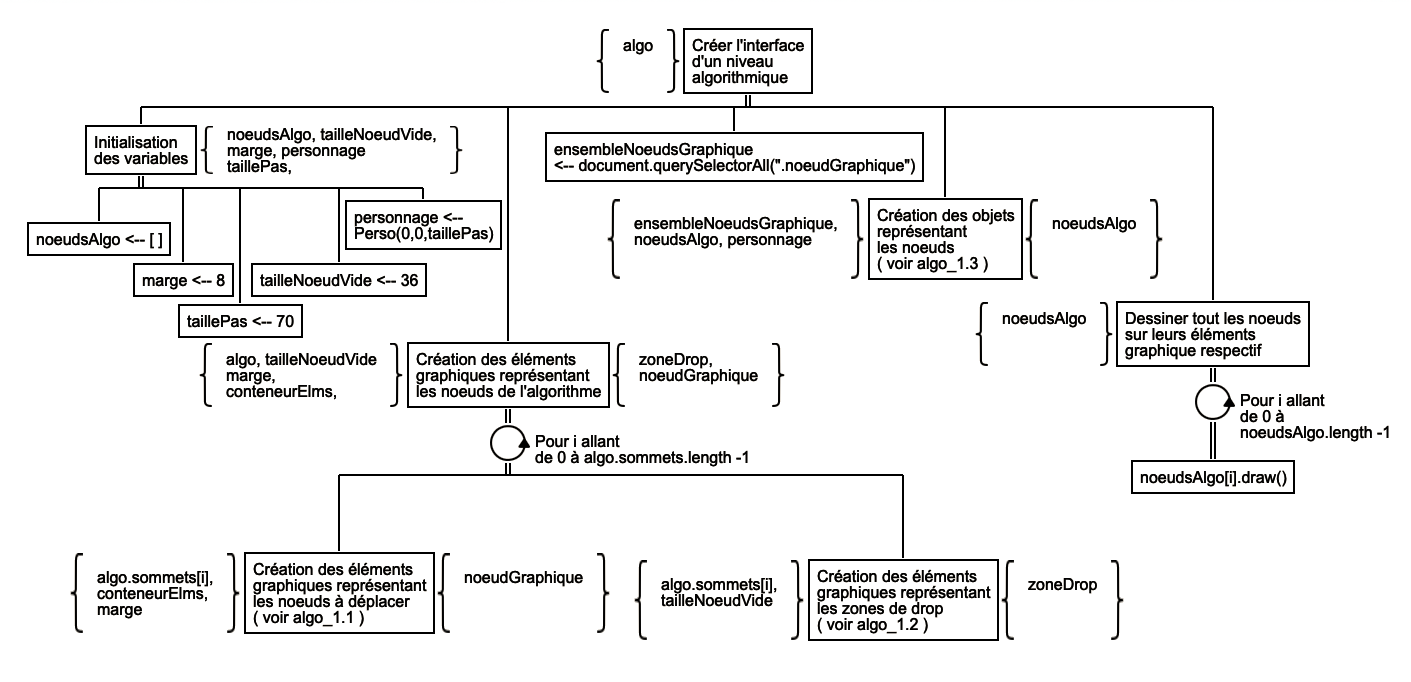 algo
Créer l'interface
d'un niveau
algorithmique
Initialisation
des variables
noeudsAlgo, tailleNoeudVide,
marge, personnage
taillePas,
noeudsAlgo <-- [ ]
marge <-- 8
taillePas <-- 70
tailleNoeudVide <-- 36
personnage <--
Perso(0,0,taillePas)
algo, tailleNoeudVide
marge,
conteneurElms,
Création des éléments
graphiques représentant
les noeuds de l'algorithme
zoneDrop,
noeudGraphique
Pour i allant
de 0 à algo.sommets.length -1
algo.sommets[i],
conteneurElms,
marge
Création des éléments
graphiques représentant
les noeuds à déplacer
( voir algo_1.1 )
noeudGraphique
algo.sommets[i],
tailleNoeudVide
Création des éléments
graphiques représentant
les zones de drop
( voir algo_1.2 )
zoneDrop
ensembleNoeudsGraphique
<-- document.querySelectorAll(".noeudGraphique")
ensembleNoeudsGraphique,
noeudsAlgo, personnage
Création des objets
représentant
les noeuds
( voir algo_1.3 )
noeudsAlgo
noeudsAlgo
Dessiner tout les noeuds
sur leurs éléments
graphique respectif
Pour i allant
de 0 à
noeudsAlgo.length -1
noeudsAlgo[i].draw()